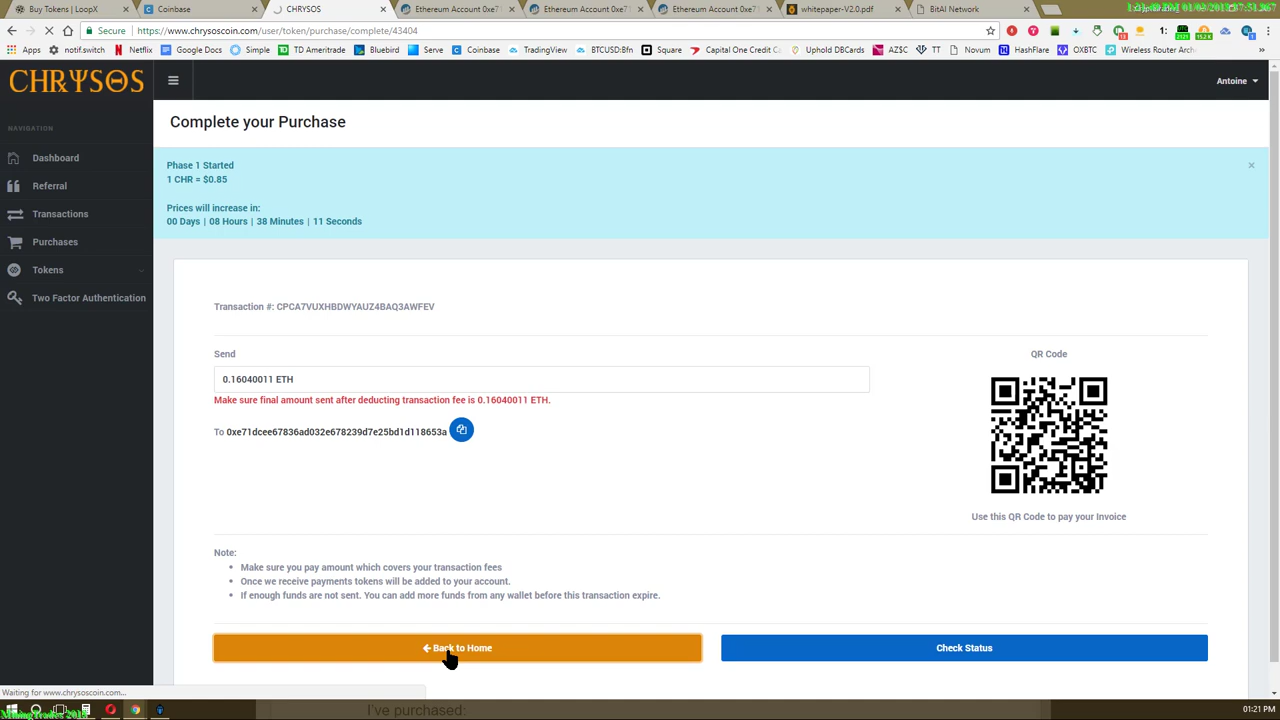 Buy Tokens | LoopX
Coinbase
CHRYSOS
Ethereum Account 0xe71
Ethereum Account 0xe71
Ethereum Account 0xe71
whitepaper-V2.0.pdf
BitAI Network
Secure
https://www.chrysoscoin.com/user/token/purchase/complete/43404
Apps
notif.switch
Netflix
Google Docs
Simple
TD Ameritrade
Bluebird
Serve
Coinbase
TradingView
BTCUSD:Bfn
Square
Capital One Credit C
Upload DBCards
AZ$C
TT
Novum
HashFlare
OXBTC
Wireless Router Arch
CHRYSOS
Antoine
NAVIGATION
Dashboard
Referral
Transactions
Purchases
Tokens
Two Factor Authentication
Complete your Purchase
Phase 1 Started
1 CHR = $0.85
Prices will increase in:
00 Days | 08 Hours | 38 Minutes | 11 Seconds
Transaction #: CPCA7VUXHBDWYAUZ4BAQ3AWFEV
Send
0.16040011 ETH
Make sure final amount sent after deducting transaction fee is 0.16040011 ETH.
To 0xe71dcee67836ad032e678239d7e25bd1d118653a
QR Code
Use this QR Code to pay your Invoice
Note:
Make sure you pay amount which covers your transaction fees
Once we receive payments tokens will be added to your account.
If enough funds are not sent. You can add more funds from any wallet before this transaction expire.
Back to Home
Check Status
Waiting for www.chrysoscoin.com...
I've purchased:
01:21 PM